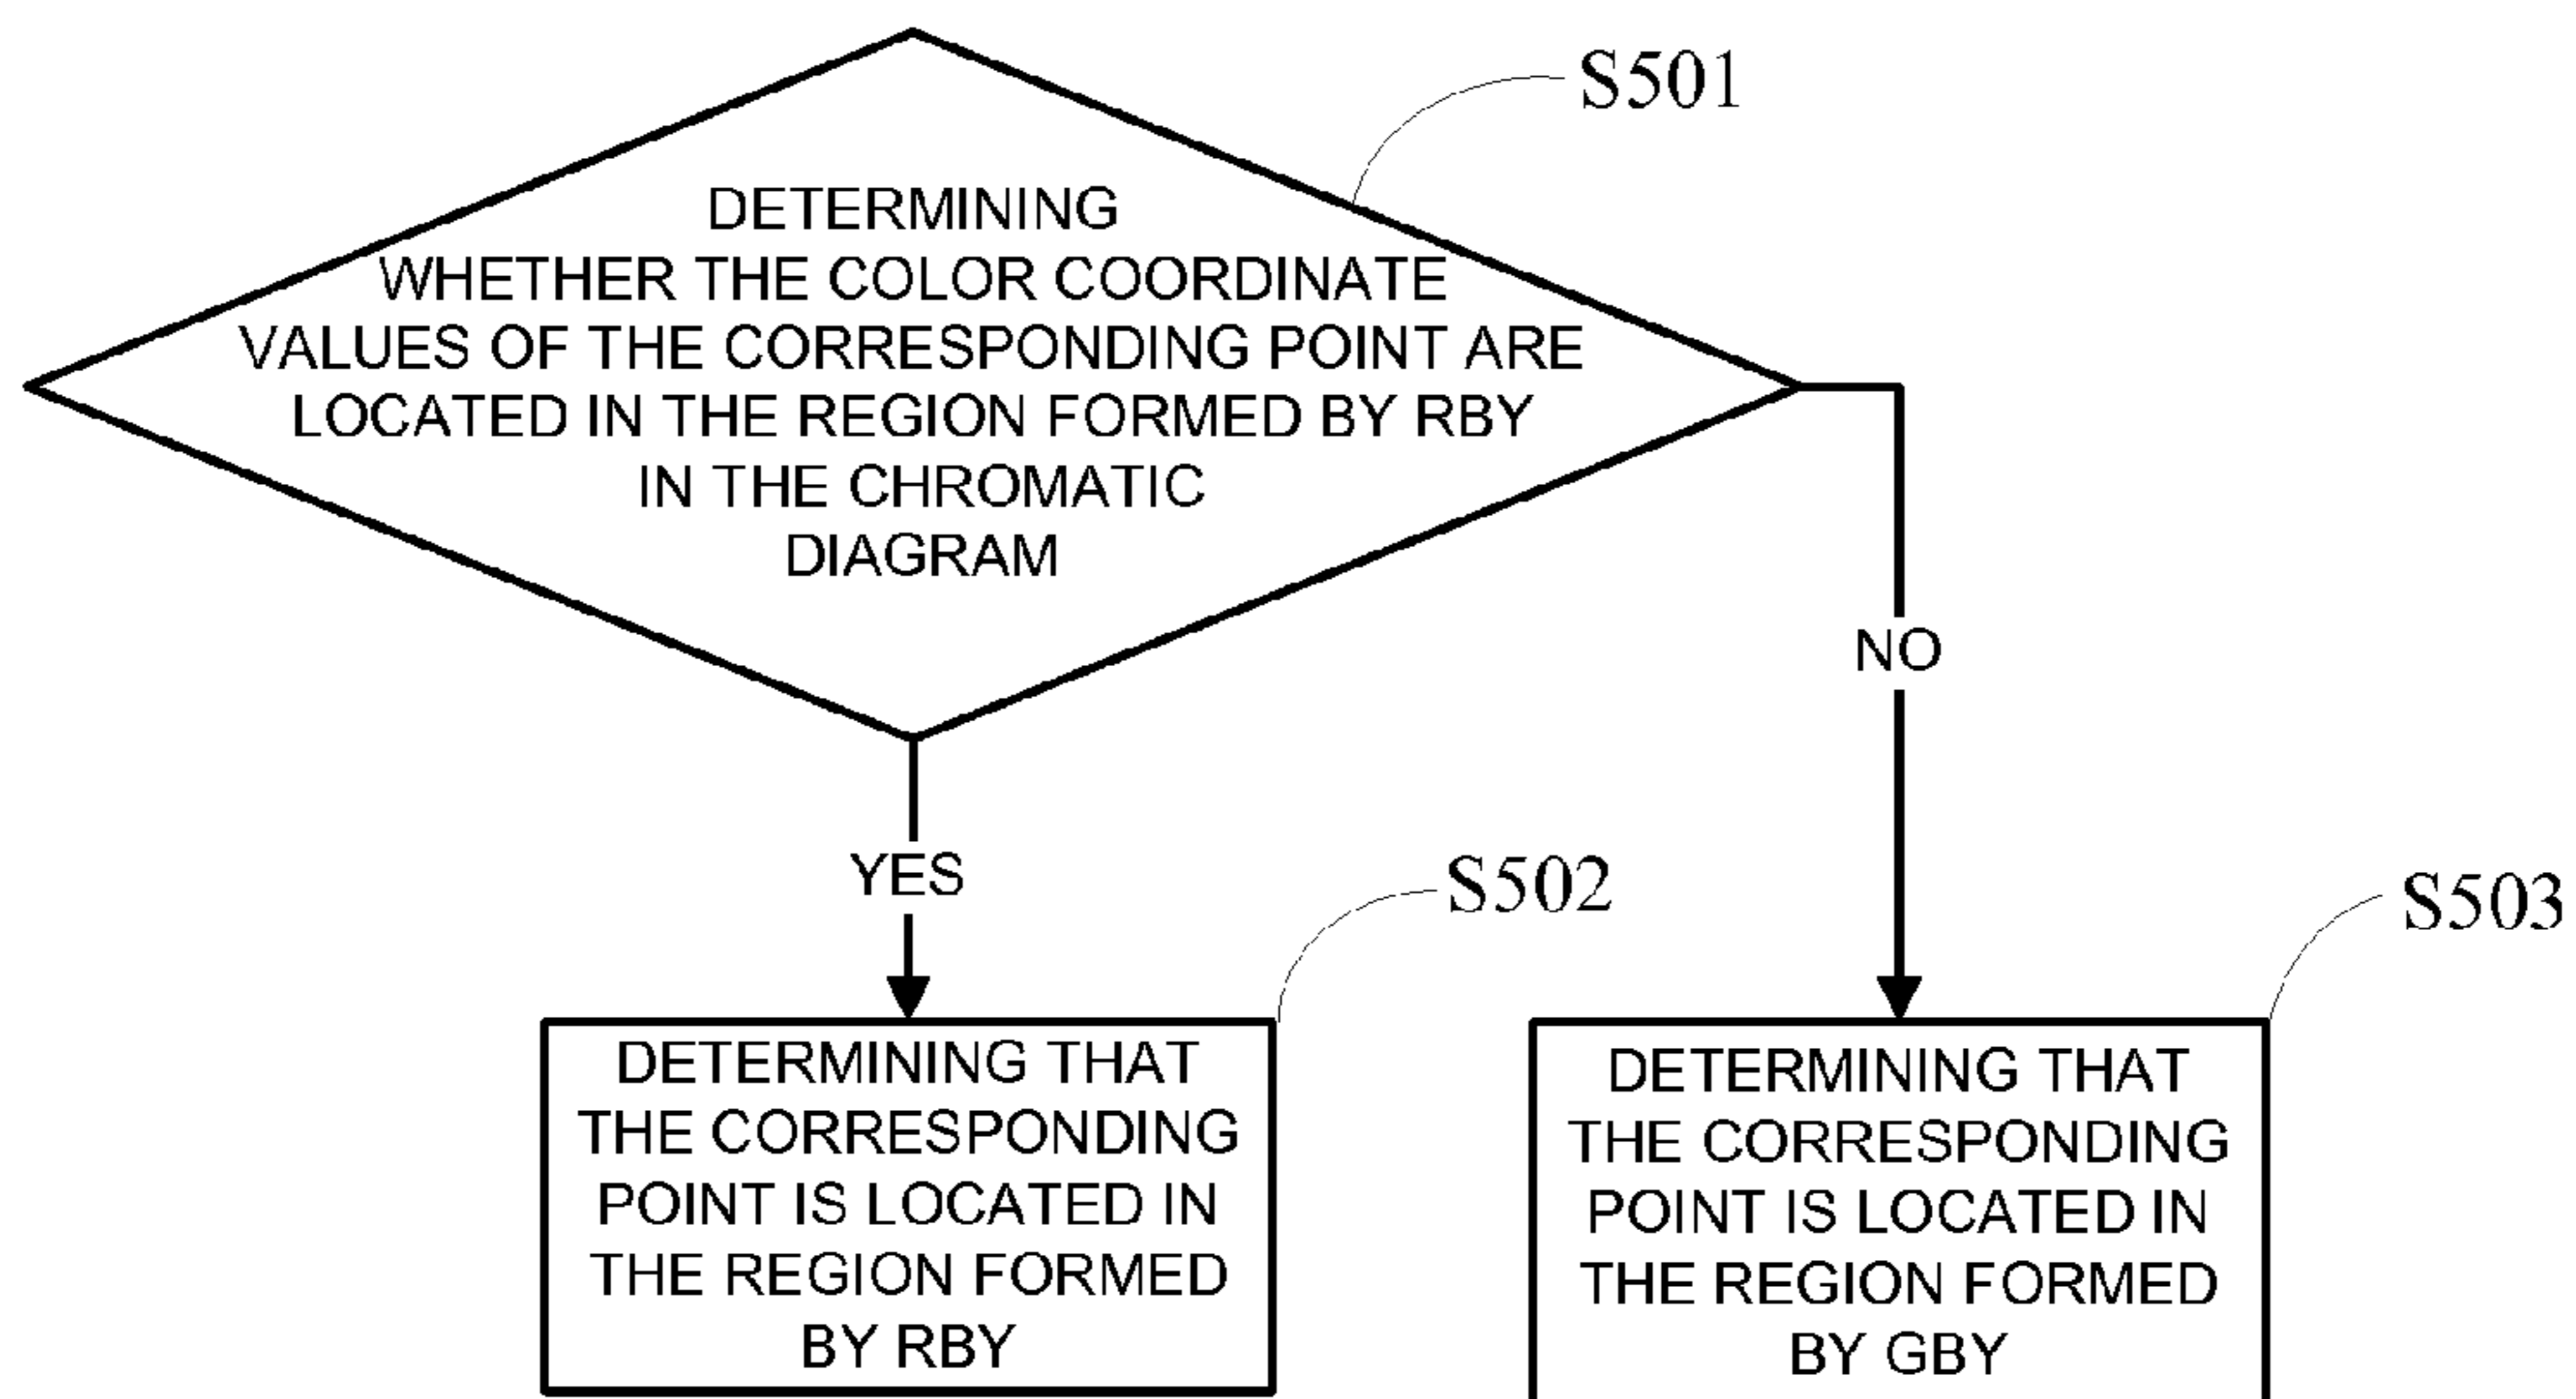 S501
DETERMINING
WHETHER THE COLOR COORDINATE
VALUES OF THE CORRESPONDING POINT ARE
LOCATED IN THE REGION FORMED BY RBY
IN THE CHROMATIC
DIAGRAM
NO
YES
S502
S503
DETERMINING THAT
THE CORRESPONDING
POINT IS LOCATED IN
THE REGION FORMED
BY RBY
DETERMINING THAT
THE CORRESPONDING
POINT IS LOCATED IN
THE REGION FORMED
BY GBY